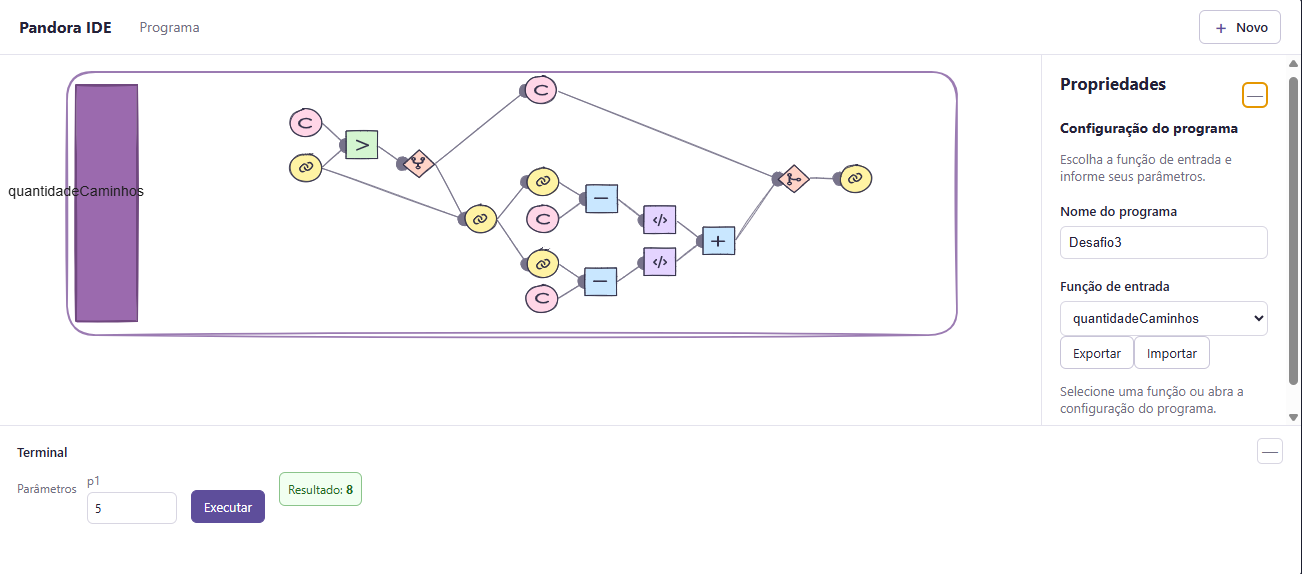 Pandora IDE
Programa
+ Novo
quantidadeCaminhos
C
C
>
C
C
C
−
−
</>
</>
+
Propriedades
—
Configuração do programa
Escolha a função de entrada e
informe seus parâmetros.
Nome do programa
Desafio3
Função de entrada
quantidadeCaminhos
Exportar
Importar
Selecione uma função ou abra a
configuração do programa.
Terminal
—
Parâmetros
p1
5
Executar
Resultado: 8